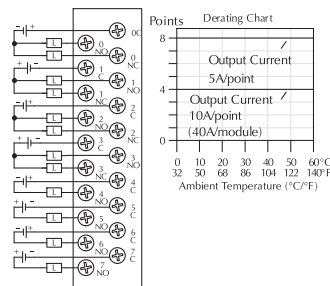 Points
Derating Chart
8
Output Current
5A/point
4
Output Current
10A/point
(40A/module)
0
0 10 20 30 40 50 60°C
32 50 68 86 104 122 140°F
Ambient Temperature (°C/°F)
- +
0C
L
0
NO
0
NC
+ -
L
1
C
1
NO
L
1
NC
- +
2
C
L
2
NO
L
2
NC
+ -
3
C
L
3
NO
L
3
NC
- +
4
C
L
4
NO
+ -
5
C
L
5
NO
- +
6
C
L
6
NO
+ -
7
C
L
7
NO